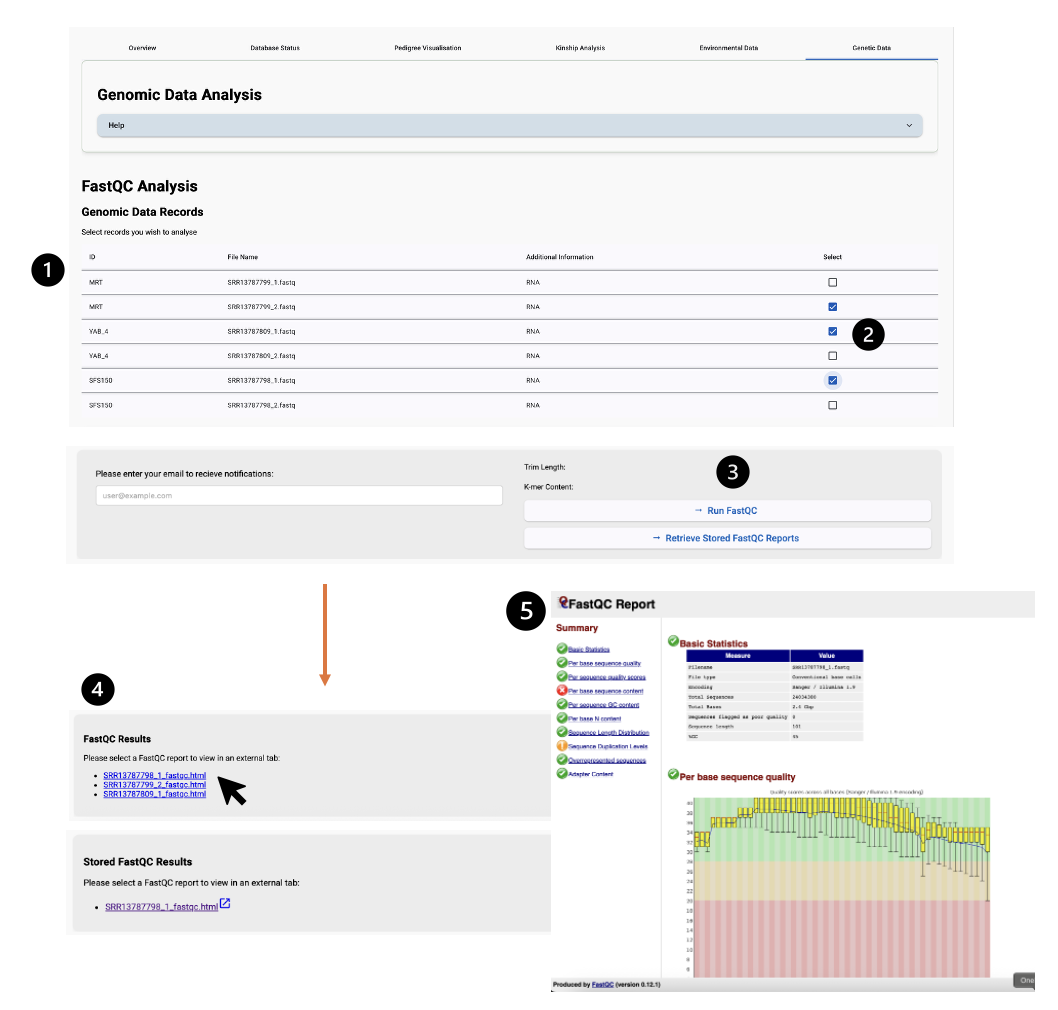 Overview Database Status Pedigree Visualisation Kinship Analysis Environmental Data Genetic Data
Genomic Data Analysis
Help
FastQC Analysis
Genomic Data Records
Select records you wish to analyse
1
ID File Name Additional Information Select
MRT SRR13787799_1.fastq RNA
MRT SRR13787799_2.fastq RNA
YAB_4 SRR13787809_1.fastq RNA
2
YAB_4 SRR13787809_2.fastq RNA
SFS150 SRR13787798_1.fastq RNA
SFS150 SRR13787798_2.fastq RNA
Please enter your email to recieve notifications:
user@example.com
Trim Length:
3
K-mer Content:
→ Run FastQC
→ Retrieve Stored FastQC Reports
4
FastQC Results
Please select a FastQC report to view in an external tab:
• SRR13787798_1_fastqc.html
• SRR13787799_2_fastqc.html
• SRR13787809_1_fastqc.html
Stored FastQC Results
Please select a FastQC report to view in an external tab:
• SRR13787798_1_fastqc.html
5
FastQC Report
Summary
Basic Statistics
Per base sequence quality
Per sequence quality scores
Per base sequence content
Per sequence GC content
Per base N content
Sequence Length Distribution
Sequence Duplication Levels
Overrepresented sequences
Adapter Content
Basic Statistics
Measure Value
Filename SRR13787798_1.fastq
File type Conventional base calls
Encoding Sanger / Illumina 1.9
Total Sequences
Total Bases 2.4 Gbp
Sequences flagged as poor quality 0
Sequence length 101
%GC
Per base sequence quality
Quality scores across all bases (Sanger / Illumina 1.9 encoding)
40
38
36
34
32
30
28
26
24
22
20
18
16
14
12
10
8
6
One
Produced by FastQC (version 0.12.1)